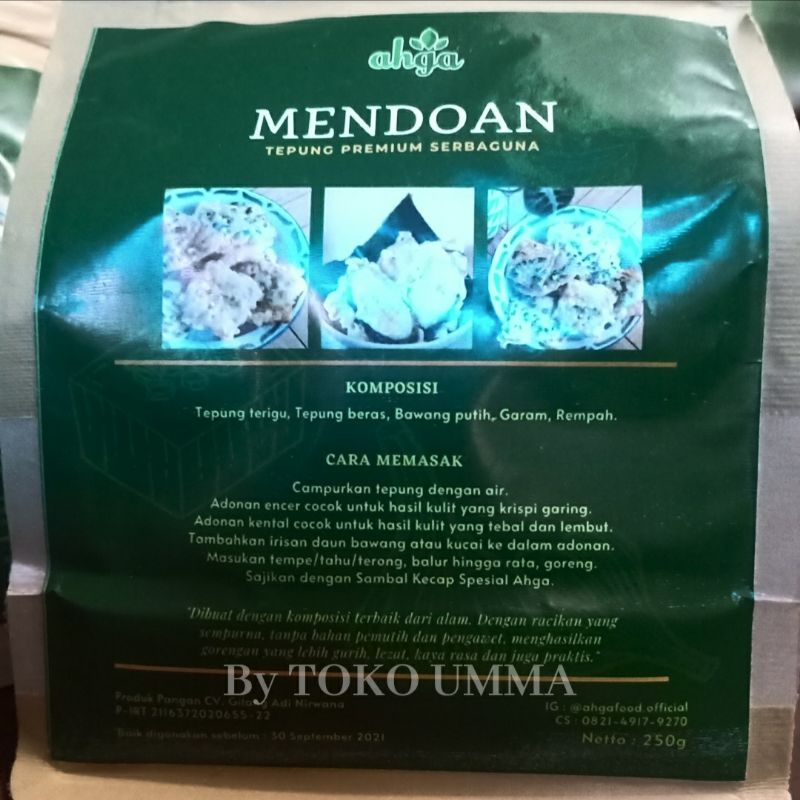 ahga
MENDOAN
TEPUNG PREMIUM SERBAGUNA
KOMPOSISI
Tepung terigu, Tepung beras, Bawang putih, Garam, Rempah.
CARA MEMASAK
Campurkan tepung dengan air.
Adonan encer cocok untuk hasil kulit yang krispi garing.
Adonan kental cocok untuk hasil kulit yang tebal dan lembut.
Tambahkan irisan daun bawang atau kucai ke dalam adonan.
Masukan tempe/tahu/terong, balur hingga rata, goreng.
Sajikan dengan Sambal Kecap Spesial Ahga.
"Dibuat dengan komposisi terbaik dari alam. Dengan racikan yang
sempurna, tanpa bahan pemutih dan pengawet, menghasilkan
gorengan yang lebih gurih, lezat, kaya rasa dan juga praktis."
By TOKO UMMA
Produk Pangan CV. Gilang Adi Nirwana
P-IRT 2116372020655-22
Baik digunakan sebelum : 30 September 2021
IG : @ahgafood.official
CS : 0821-4917-9270
Netto : 250g